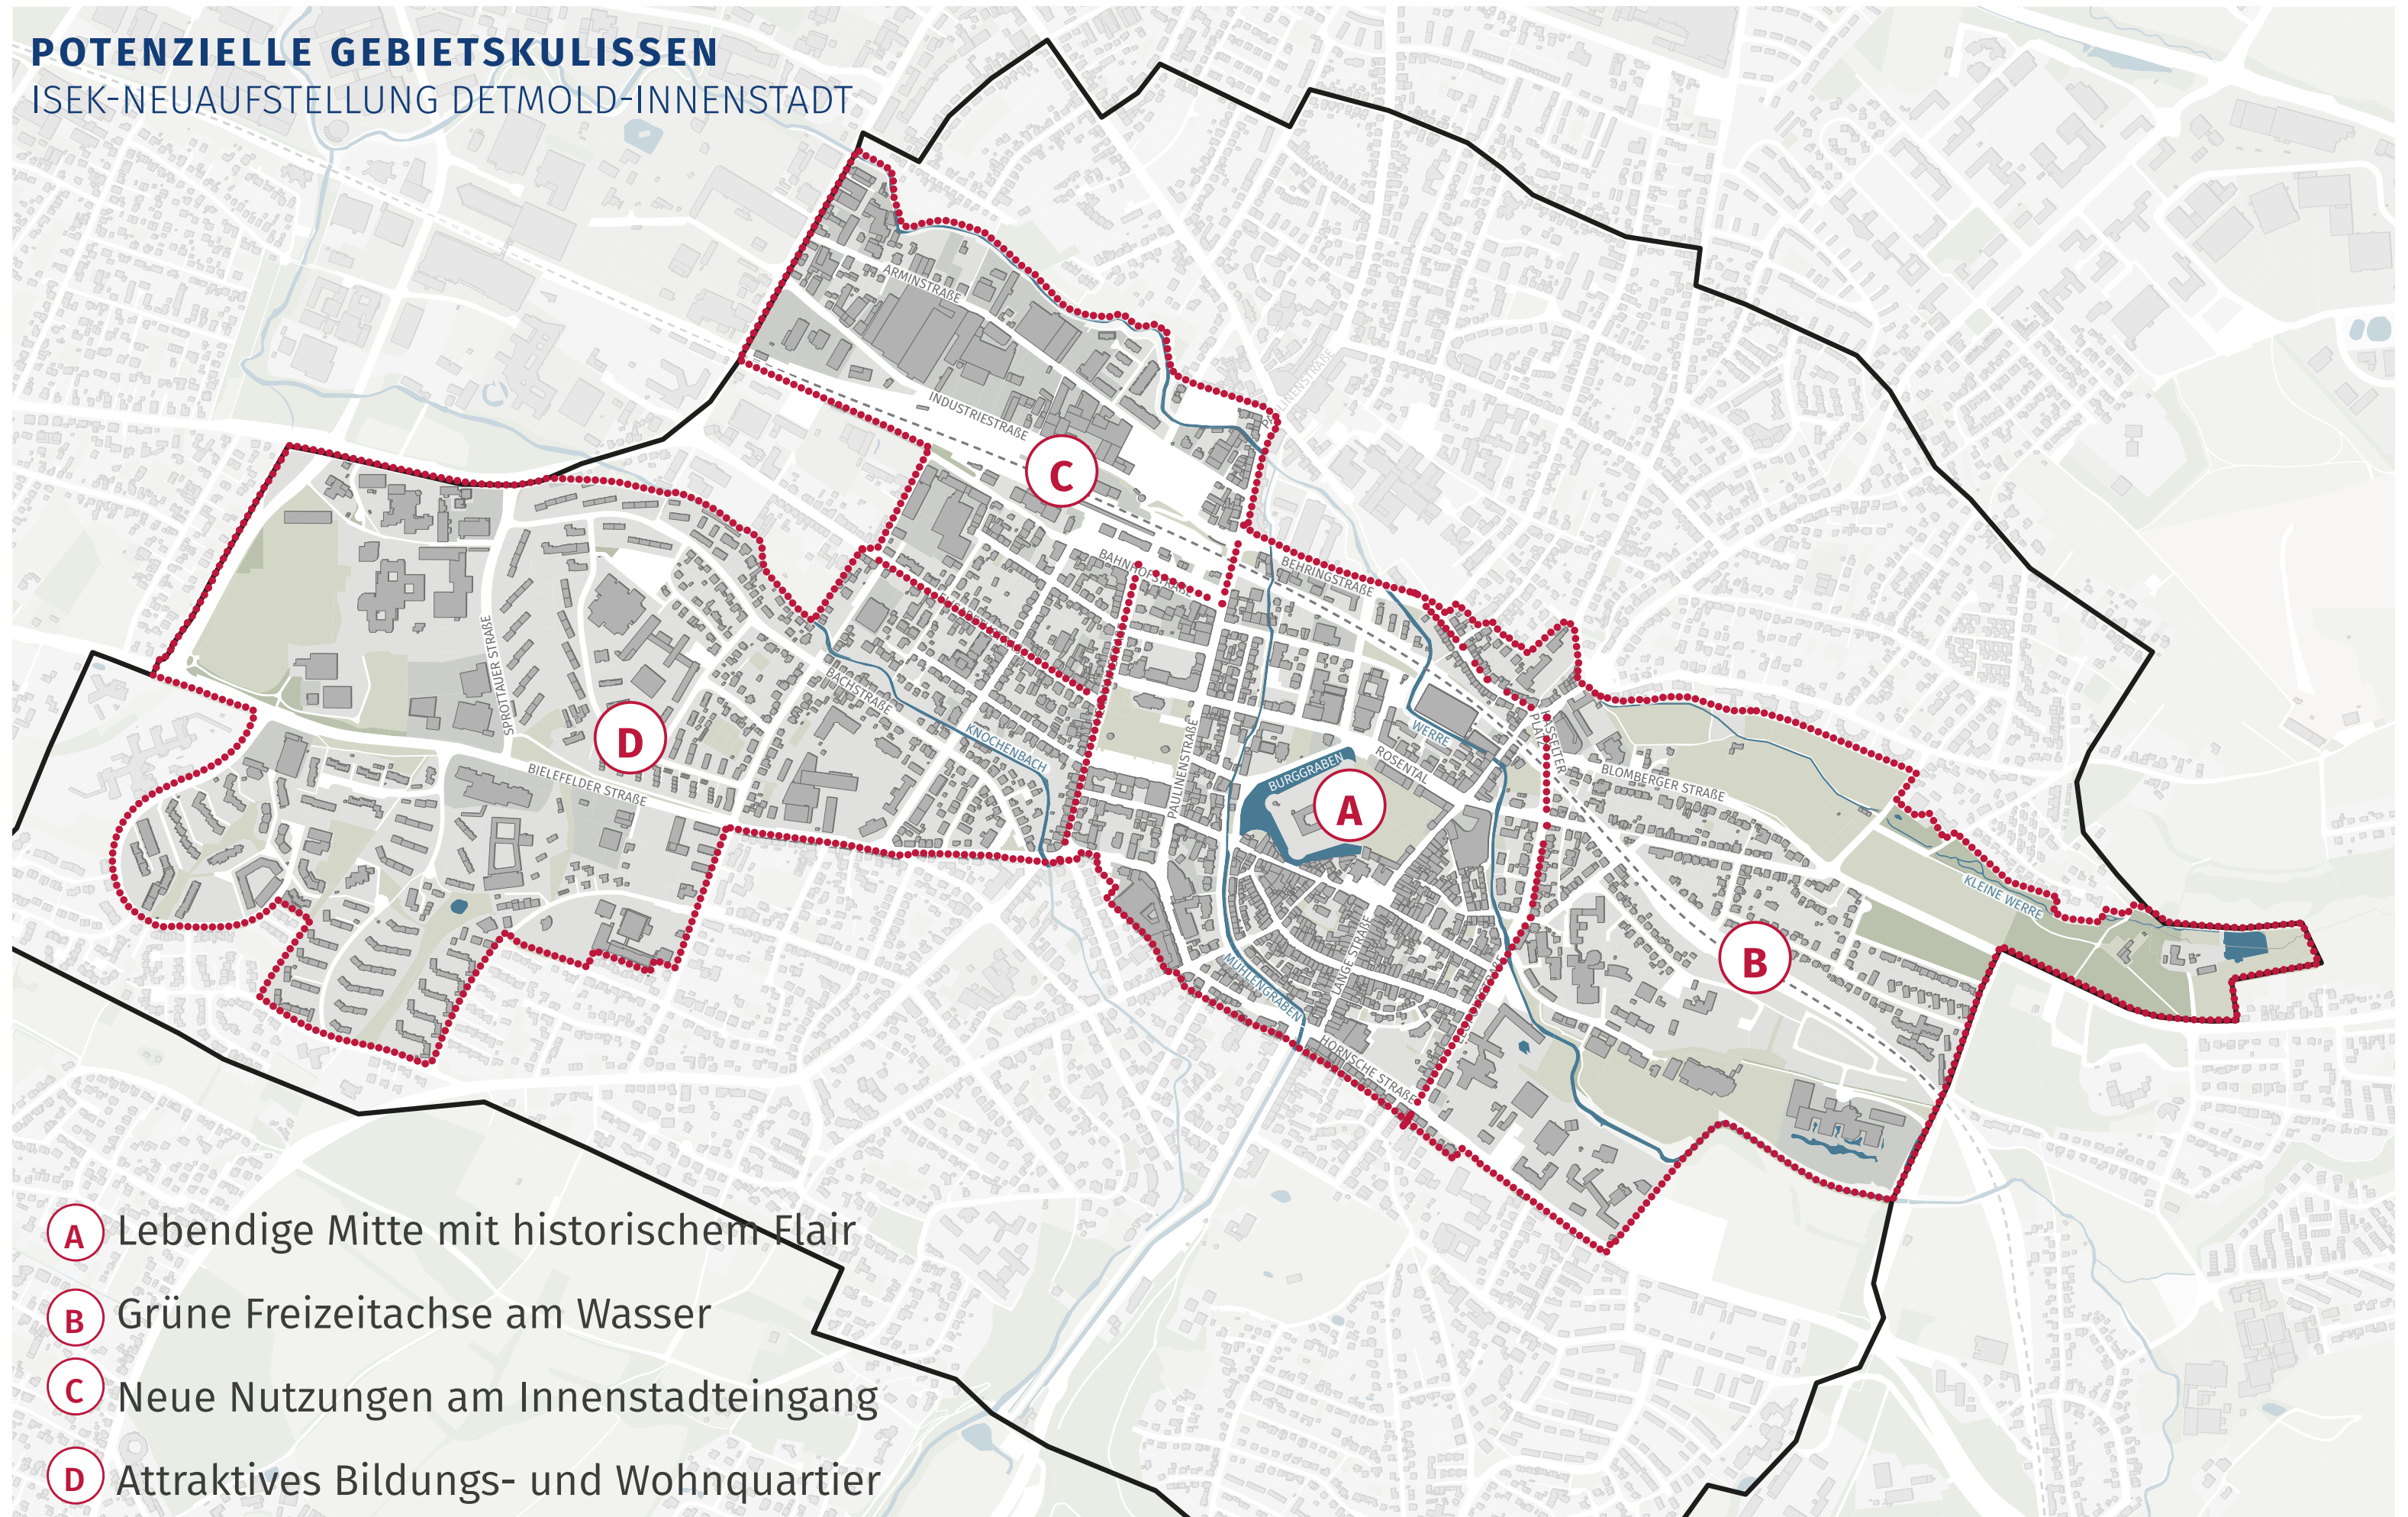 POTENZIELLE GEBIETSKULISSEN
ISEK-NEUAUFSTELLUNG DETMOLD-INNENSTADT
ARMINSTRASSE
INDUSTRIESTRASSE
C
BAHNHOFSTRASSE
BEHRINGSTRASSE
SPROTTAUER STRASSE
D
BACHSTRASSE
KNOCHENBACH
BIELEFELDER STRASSE
PAULINENSTRASSE
BURGGRABEN
ROSENTAL
WERRE
A
KASSELTER
PLATZ
BLOMBERGER STRASSE
KLEINE WERRE
B
LANGE STRASSE
MÜHLENGRABEN
HORNSCHE STRASSE
A Lebendige Mitte mit historischem Flair
B Grüne Freizeitachse am Wasser
C Neue Nutzungen am Innenstadteingang
D Attraktives Bildungs- und Wohnquartier